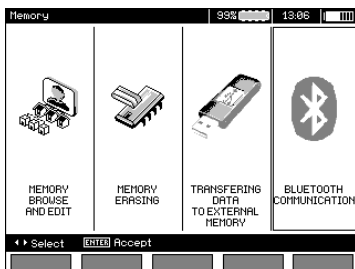 Memory 99% 13:06
MEMORY
BROWSE
AND EDIT
MEMORY
ERASING
TRANSFERING
DATA
TO EXTERNAL
MEMORY
BLUETOOTH
COMMUNICATION
Select ENTER Accept